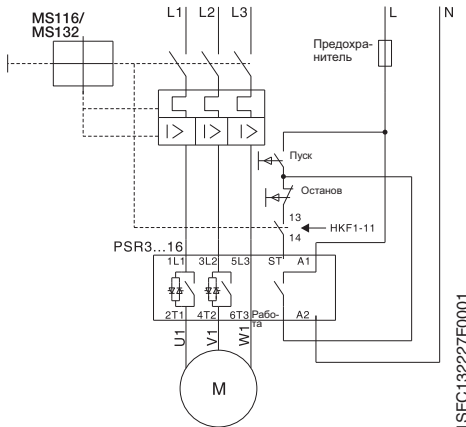 MS116/
MS132
L1 L2 L3
L
N
Предохра-
нитель
I> I> I>
Пуск
Останов
13
14
HKF1-11
PSR3...16
1L1 3L2 5L3 ST A1
2T1 4T2 6T3 Рабо-
та
A2
U1
V1
W1
M
1SFC132227F0001